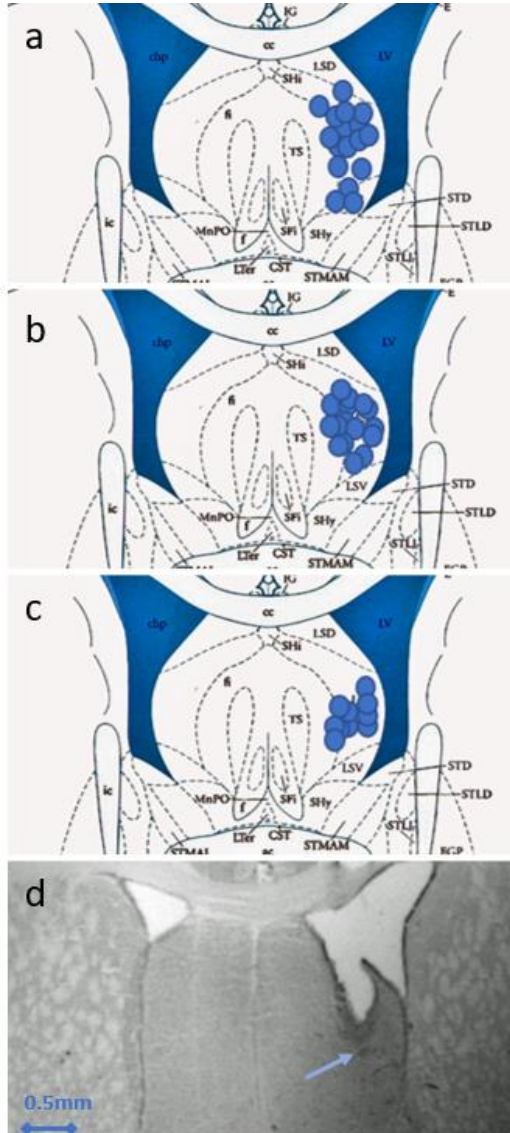 a
IG
E
cc
chp
LSD
LV
SHi
fi
TS
ic
STD
MnPO
f
SFi
SHy
STLD
LTer
CST
STMAM
STLI
b
IG
E
cc
chp
LSD
LV
SHi
fi
TS
LSV
ic
STD
MnPO
f
SFi
SHy
STLD
LTer
CST
STMAM
STLI
c
cc
chp
LSD
LV
SHi
fi
TS
LSV
ic
STD
MnPO
f
SFi
SHy
STLD
LTer
CST
STMAM
STLI
d
0.5mm